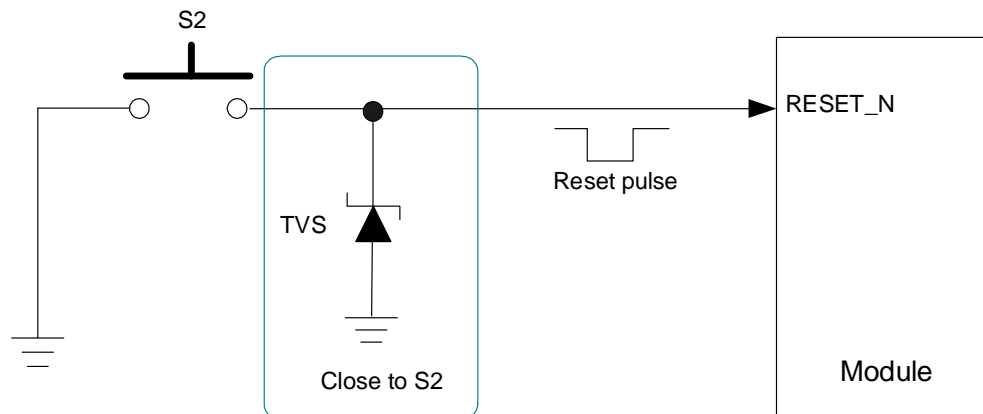 S2
RESET_N
Reset pulse
TVS
Close to S2
Module